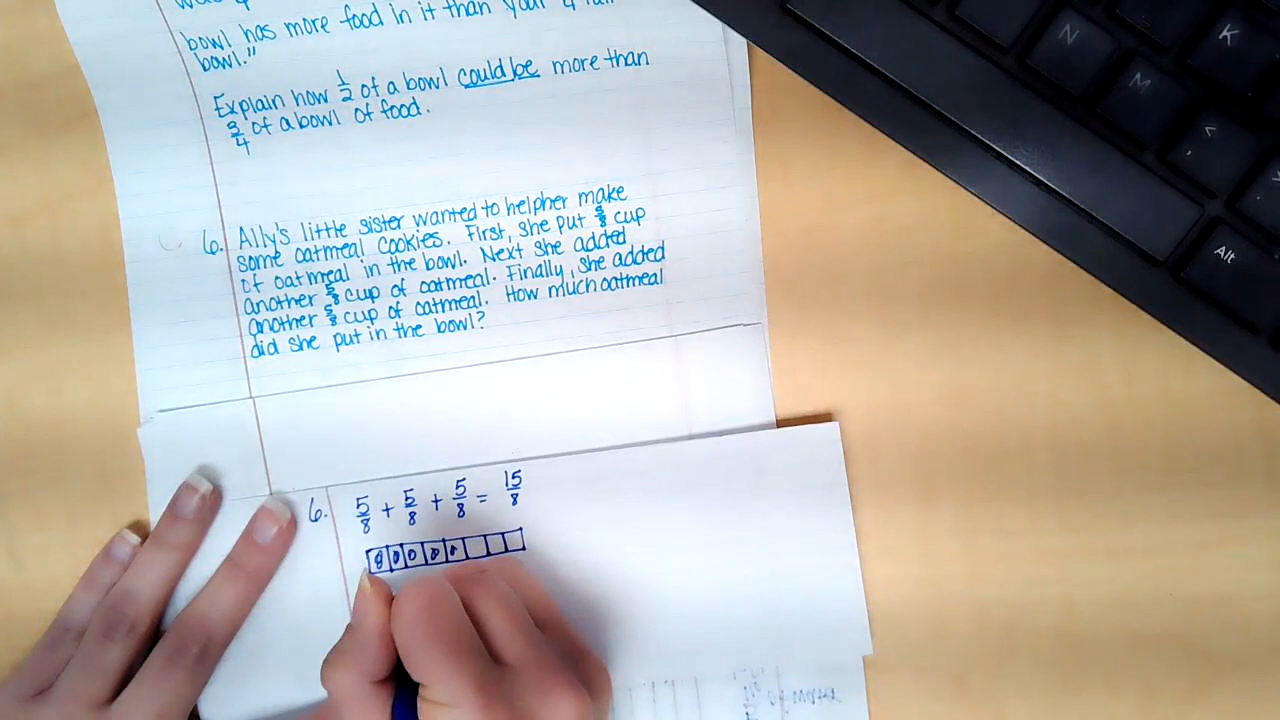 bowl has more food in it than your
bowl."
Explain how 1/2 of a bowl could be more than
3/4 of a bowl of food.
6. Ally's little sister wanted to help her make
some oatmeal cookies. First, she put 5/8 cup
of oatmeal in the bowl. Next she added
another 5/8 cup of oatmeal. Finally, she added
another 5/8 cup of oatmeal. How much oatmeal
did she put in the bowl?
6. 5/8 + 5/8 + 5/8 = 15/8
N
K
M
<
,
Alt